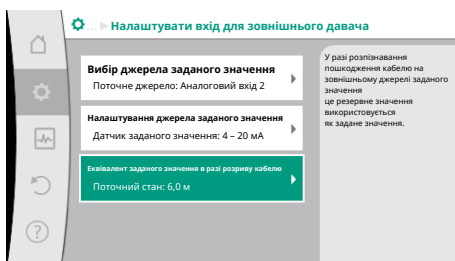 ... Налаштувати вхід для зовнішнього давача
Вибір джерела заданого значення
Поточне джерело: Аналоговий вхід 2
Налаштування джерела заданого значення
Датчик заданого значення: 4 – 20 мА
Еквівалент заданого значення в разі розриву кабелю
Поточний стан: 6,0 м
У разі розпізнавання
пошкодження кабелю на
зовнішньому джерелі заданого
значення
це резервне значення
використовується
як задане значення.